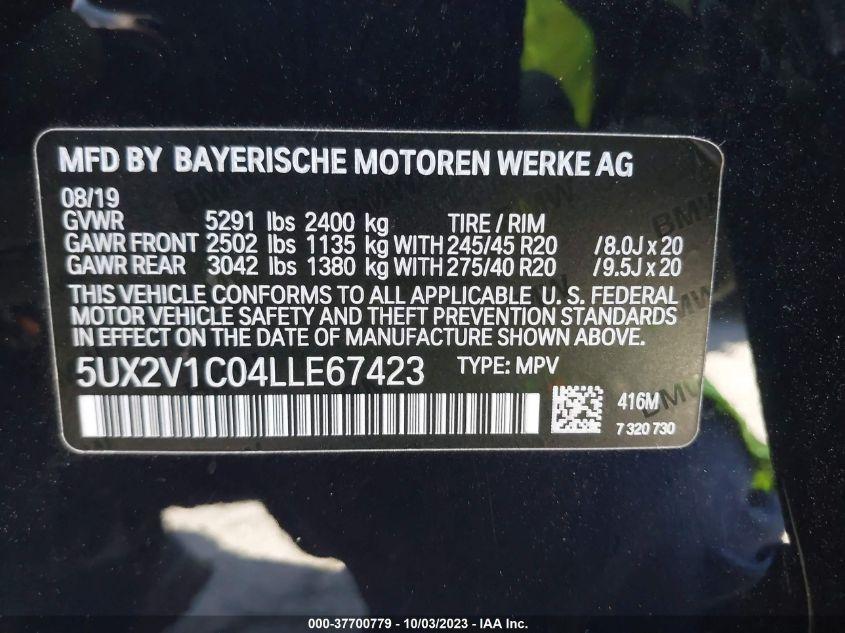 MFD BY BAYERISCHE MOTOREN WERKE AG
08/19
GVWR 5291 lbs 2400 kg TIRE / RIM
GAWR FRONT 2502 lbs 1135 kg WITH 245/45 R20 /8.0J x 20
GAWR REAR 3042 lbs 1380 kg WITH 275/40 R20 /9.5J x 20
THIS VEHICLE CONFORMS TO ALL APPLICABLE U. S. FEDERAL
MOTOR VEHICLE SAFETY AND THEFT PREVENTION STANDARDS
IN EFFECT ON THE DATE OF MANUFACTURE SHOWN ABOVE.
5UX2V1C04LLE67423 TYPE: MPV
416M
7 320 730
000-37700779 - 10/03/2023 - IAA Inc.